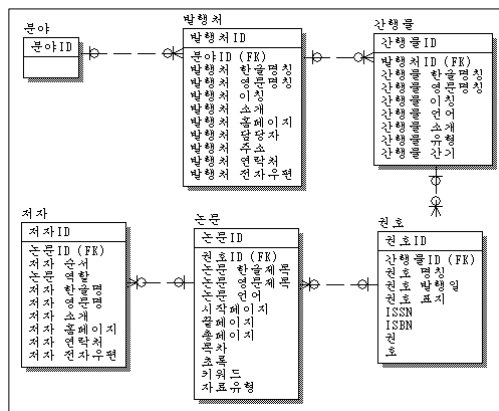 분야
분야ID
발행처
발행처ID
분야ID (FK)
발행처 한글명칭
발행처 영문명칭
발행처 이칭
발행처 소개
발행처 홈페이지
발행처 담당자
발행처 주소
발행처 연락처
발행처 전자우편
간행물
간행물ID
발행처ID (FK)
간행물 한글명칭
간행물 영문명칭
간행물 이칭
간행물 언어
간행물 소개
간행물 유형
간행물 간기
저자
저자ID
논문ID (FK)
저자 순서
논문 역할
저자 한글명
저자 영문명
저자 소개
저자 홈페이지
저자 연락처
저자 전자우편
논문
논문ID
권호ID (FK)
논문 한글제목
논문 영문제목
논문 언어
시작페이지
끝페이지
총페이지
목차
초록
키워드
자료유형
권호
권호ID
간행물ID (FK)
권호 명칭
권호 발행일
권호 표지
ISSN
ISBN
권
호